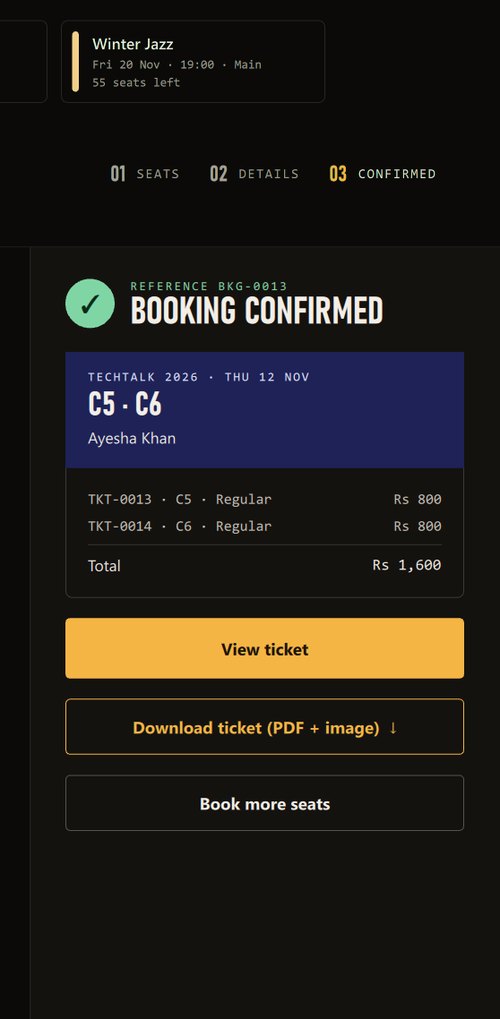 Winter Jazz
Fri 20 Nov · 19:00 · Main
55 seats left
01 SEATS 02 DETAILS 03 CONFIRMED
✓
REFERENCE BKG-0013
BOOKING CONFIRMED
TECHTALK 2026 · THU 12 NOV
C5 · C6
Ayesha Khan
TKT-0013 · C5 · Regular Rs 800
TKT-0014 · C6 · Regular Rs 800
Total Rs 1,600
View ticket
Download ticket (PDF + image) ↓
Book more seats